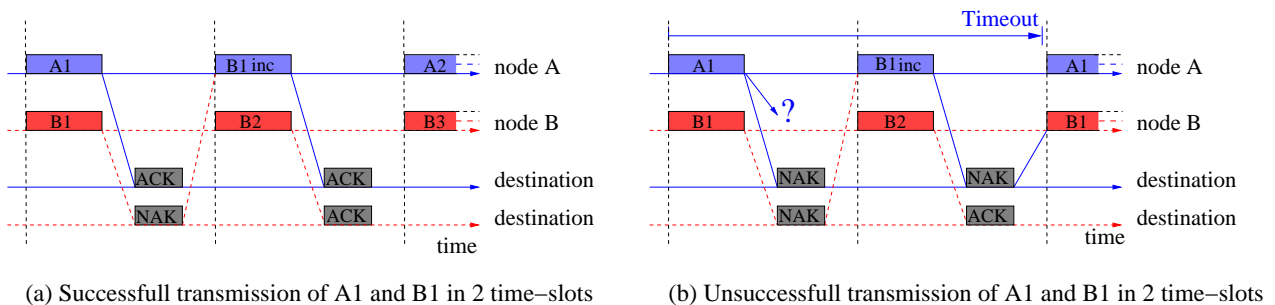 A1
B1 inc
A2
node A
B1
B2
B3
node B
ACK
ACK
destination
NAK
ACK
destination
time
(a) Successfull transmission of A1 and B1 in 2 time−slots
Timeout
A1
B1 inc
A1
node A
?
B1
B2
B1
node B
NAK
NAK
destination
NAK
ACK
destination
time
(b) Unsuccessfull transmission of A1 and B1 in 2 time−slots